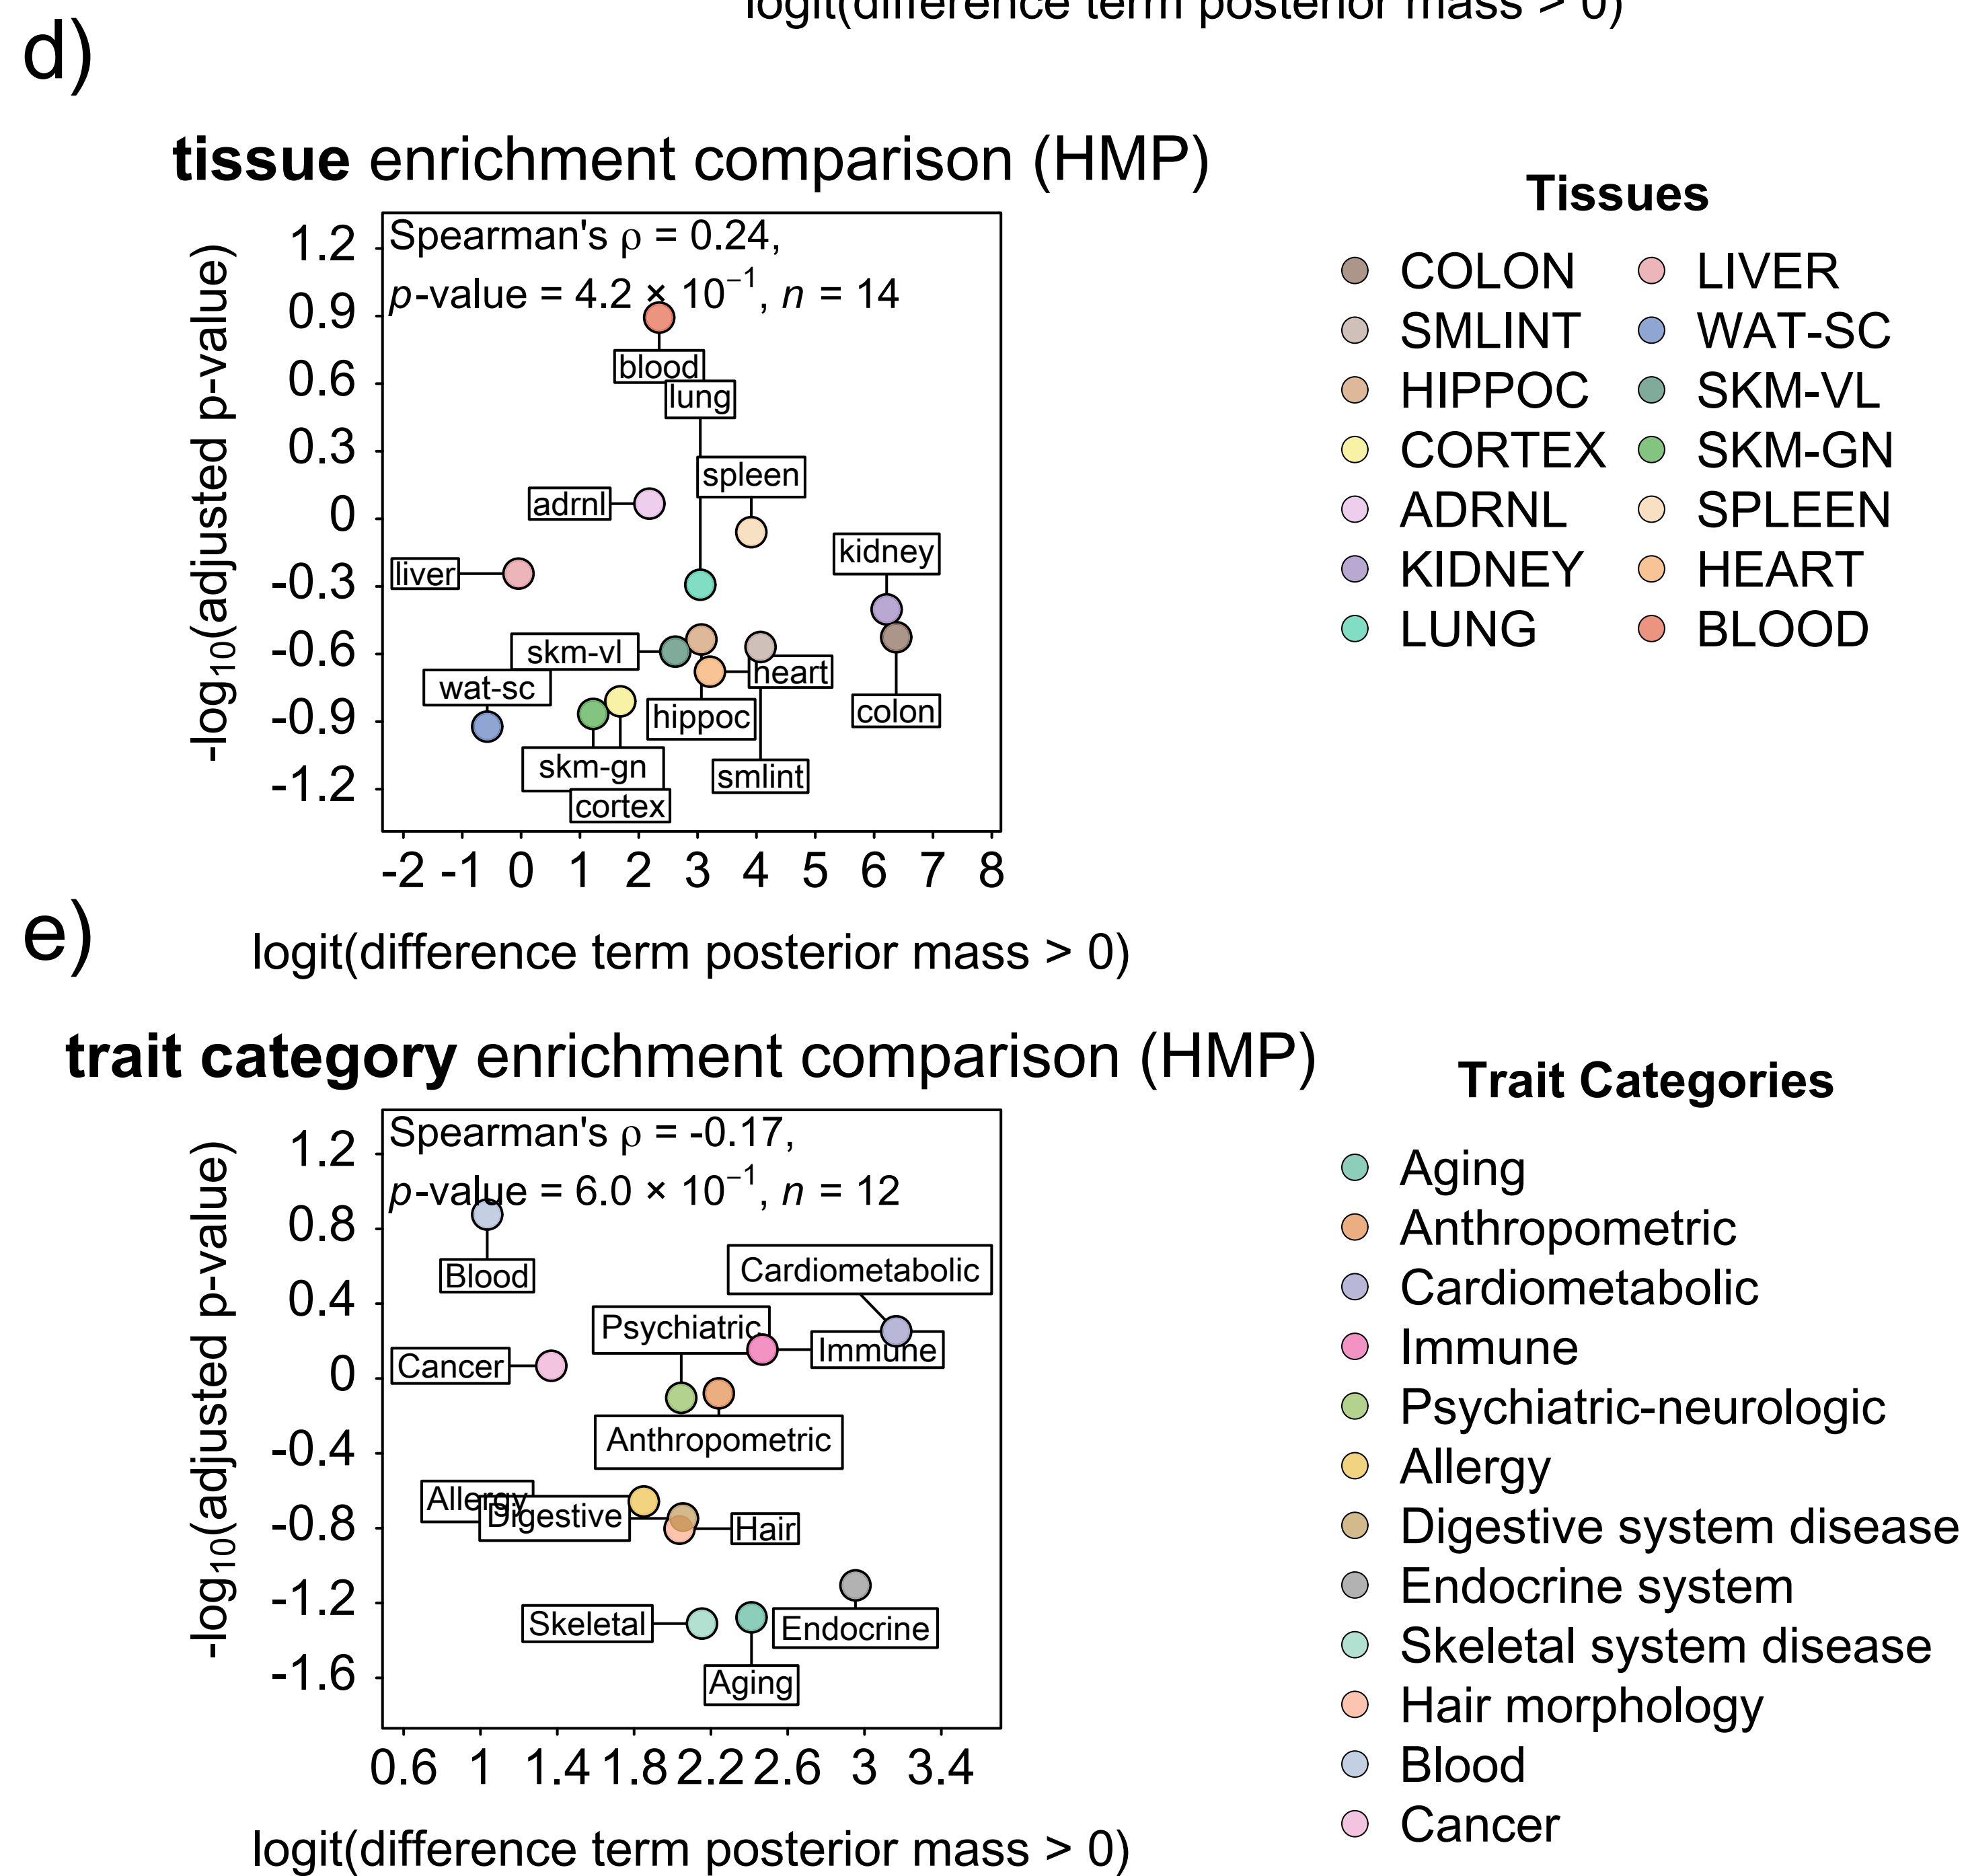 logit(difference term posterior mass > 0)
d)
tissue enrichment comparison (HMP)
Spearman's ρ = 0.24,
p-value = 4.2 × 10⁻¹, n = 14
-log₁₀(adjusted p-value)
1.2
0.9
0.6
0.3
0
-0.3
-0.6
-0.9
-1.2
blood
lung
spleen
adrnl
kidney
liver
skm-vl
heart
wat-sc
hippoc
colon
skm-gn
smlint
cortex
-2 -1 0 1 2 3 4 5 6 7 8
logit(difference term posterior mass > 0)
Tissues
COLON LIVER
SMLINT WAT-SC
HIPPOC SKM-VL
CORTEX SKM-GN
ADRNL SPLEEN
KIDNEY HEART
LUNG BLOOD
e)
trait category enrichment comparison (HMP)
Spearman's ρ = -0.17,
p-value = 6.0 × 10⁻¹, n = 12
-log₁₀(adjusted p-value)
1.2
0.8
0.4
0
-0.4
-0.8
-1.2
-1.6
Blood
Cardiometabolic
Psychiatric
Immune
Cancer
Anthropometric
Allergy
Digestive
Hair
Skeletal
Endocrine
Aging
0.6 1 1.4 1.8 2.2 2.6 3 3.4
logit(difference term posterior mass > 0)
Trait Categories
Aging
Anthropometric
Cardiometabolic
Immune
Psychiatric-neurologic
Allergy
Digestive system disease
Endocrine system
Skeletal system disease
Hair morphology
Blood
Cancer